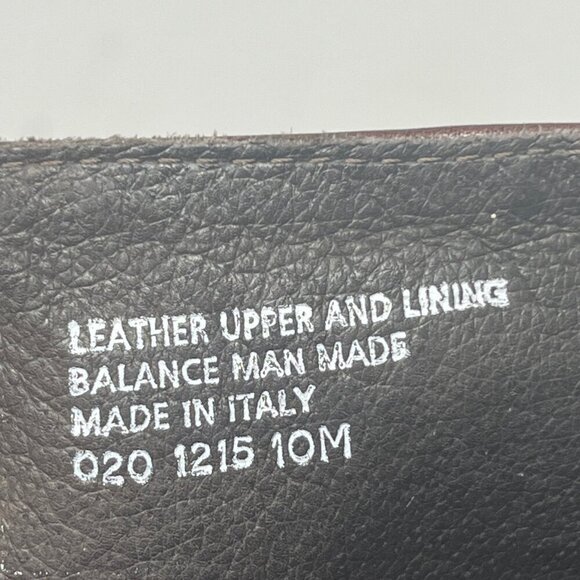 LEATHER UPPER AND LINING
BALANCE MAN MADE
MADE IN ITALY
020 1215 10M